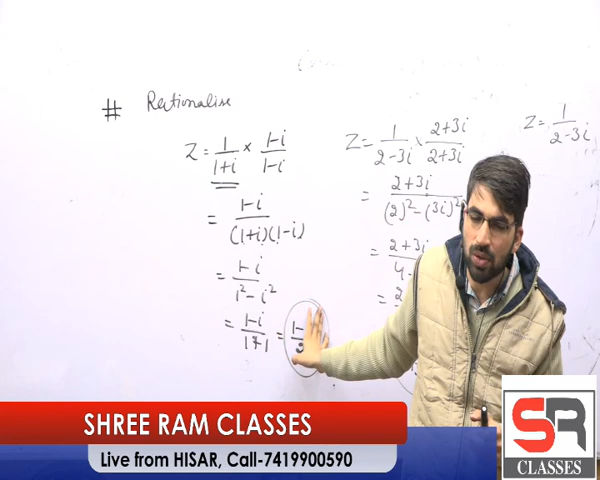 # Rationalise
Z = 1/(1+i) × (1-i)/(1-i)
= (1-i)/((1+i)(1-i))
= (1-i)/(1² - i²)
= (1-i)/(1+1) = 1-
Z = 1/(2-3i) × (2+3i)/(2+3i)
= (2+3i)/((2)² - (3i)²)
= 2+3i/4
= 2
Z = 1/(2-3i)
SHREE RAM CLASSES
Live from HISAR, Call-7419900590
SR
CLASSES